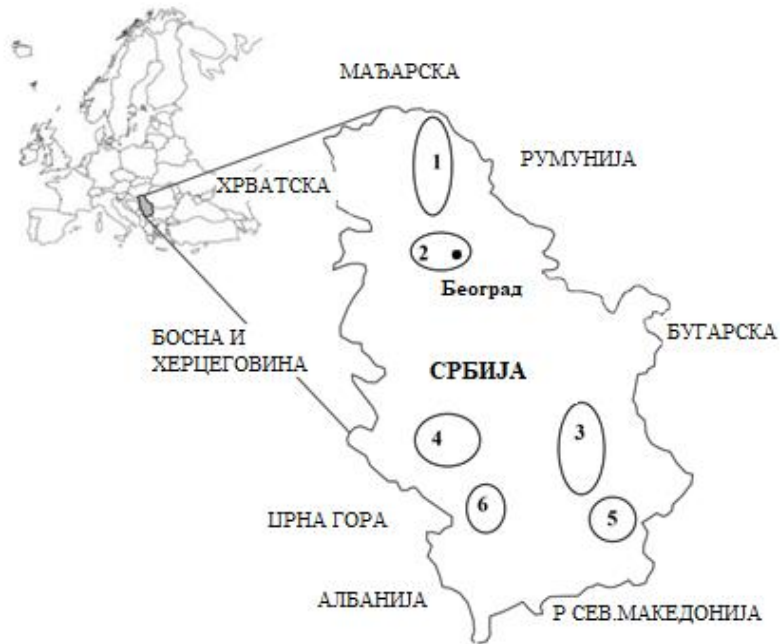 МАЂАРСКА
РУМУНИЈА
ХРВАТСКА
1
2
Београд
БОСНА И
ХЕРЦЕГОВИНА
БУГАРСКА
СРБИЈА
3
4
6
5
ЦРНА ГОРА
АЛБАНИЈА
Р СЕВ.МАКЕДОНИЈА